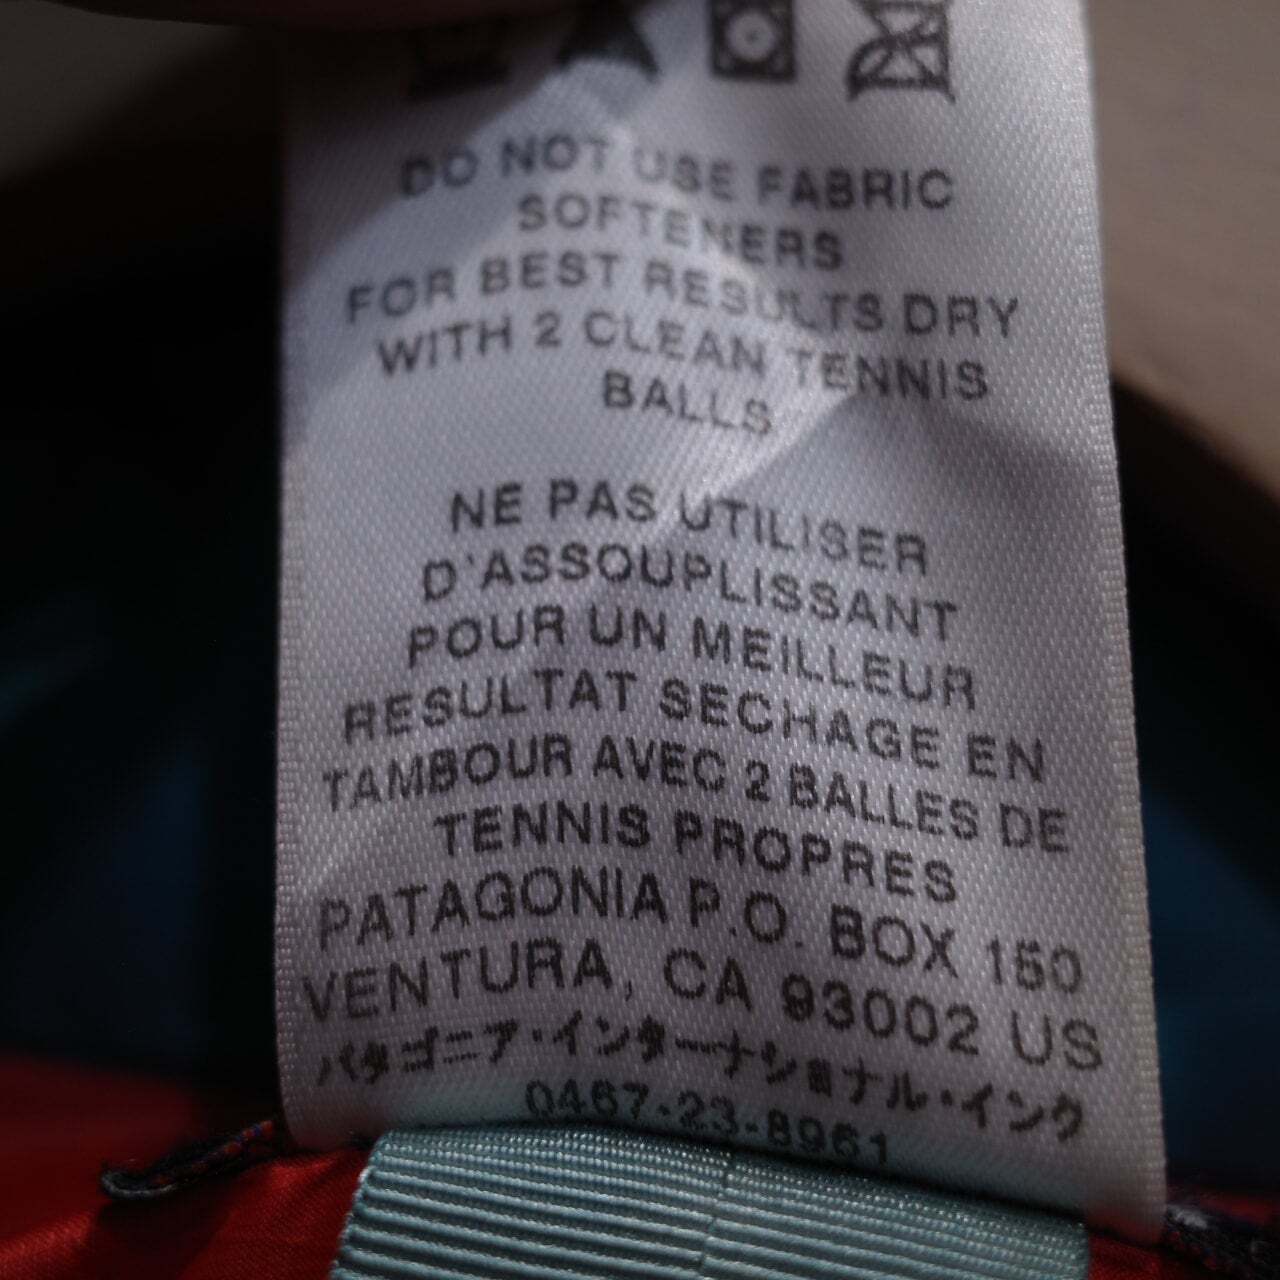 DO NOT USE FABRIC
SOFTENERS
FOR BEST RESULTS DRY
WITH 2 CLEAN TENNIS
BALLS
NE PAS UTILISER
D'ASSOUPLISSANT
POUR UN MEILLEUR
RESULTAT SECHAGE EN
TAMBOUR AVEC 2 BALLES DE
TENNIS PROPRES
PATAGONIA P.O. BOX 150
VENTURA, CA 93002 US
パタゴニア・インターナショナル・インク
0467-23-8961